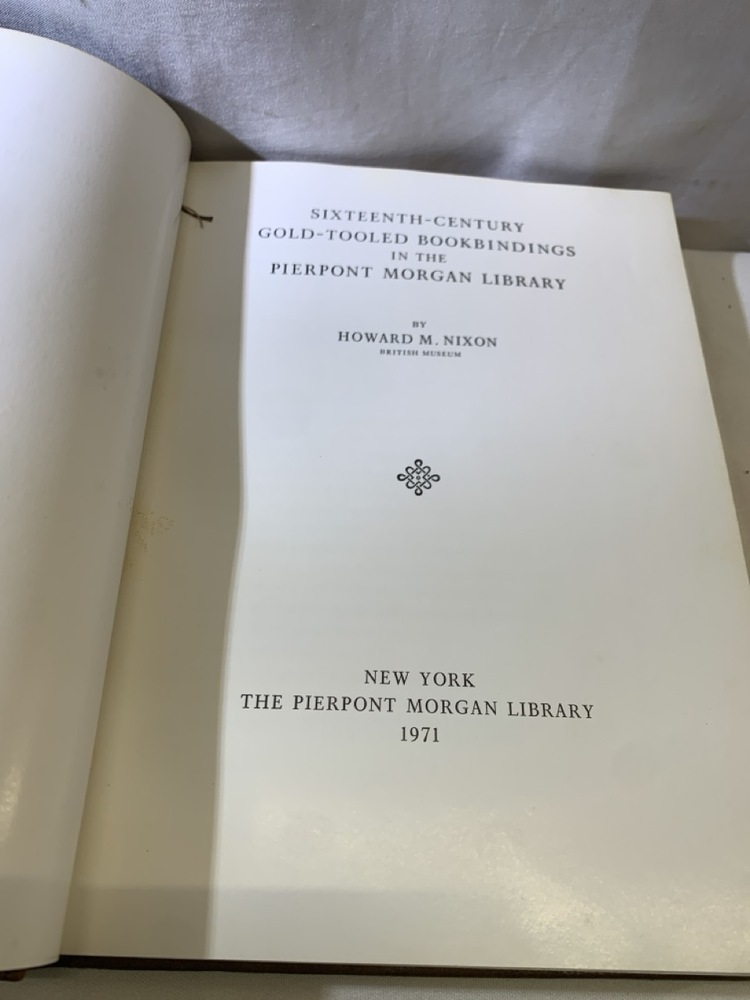 SIXTEENTH-CENTURY
GOLD-TOOLED BOOKBINDINGS
IN THE
PIERPONT MORGAN LIBRARY
BY
HOWARD M. NIXON
BRITISH MUSEUM
NEW YORK
THE PIERPONT MORGAN LIBRARY
1971